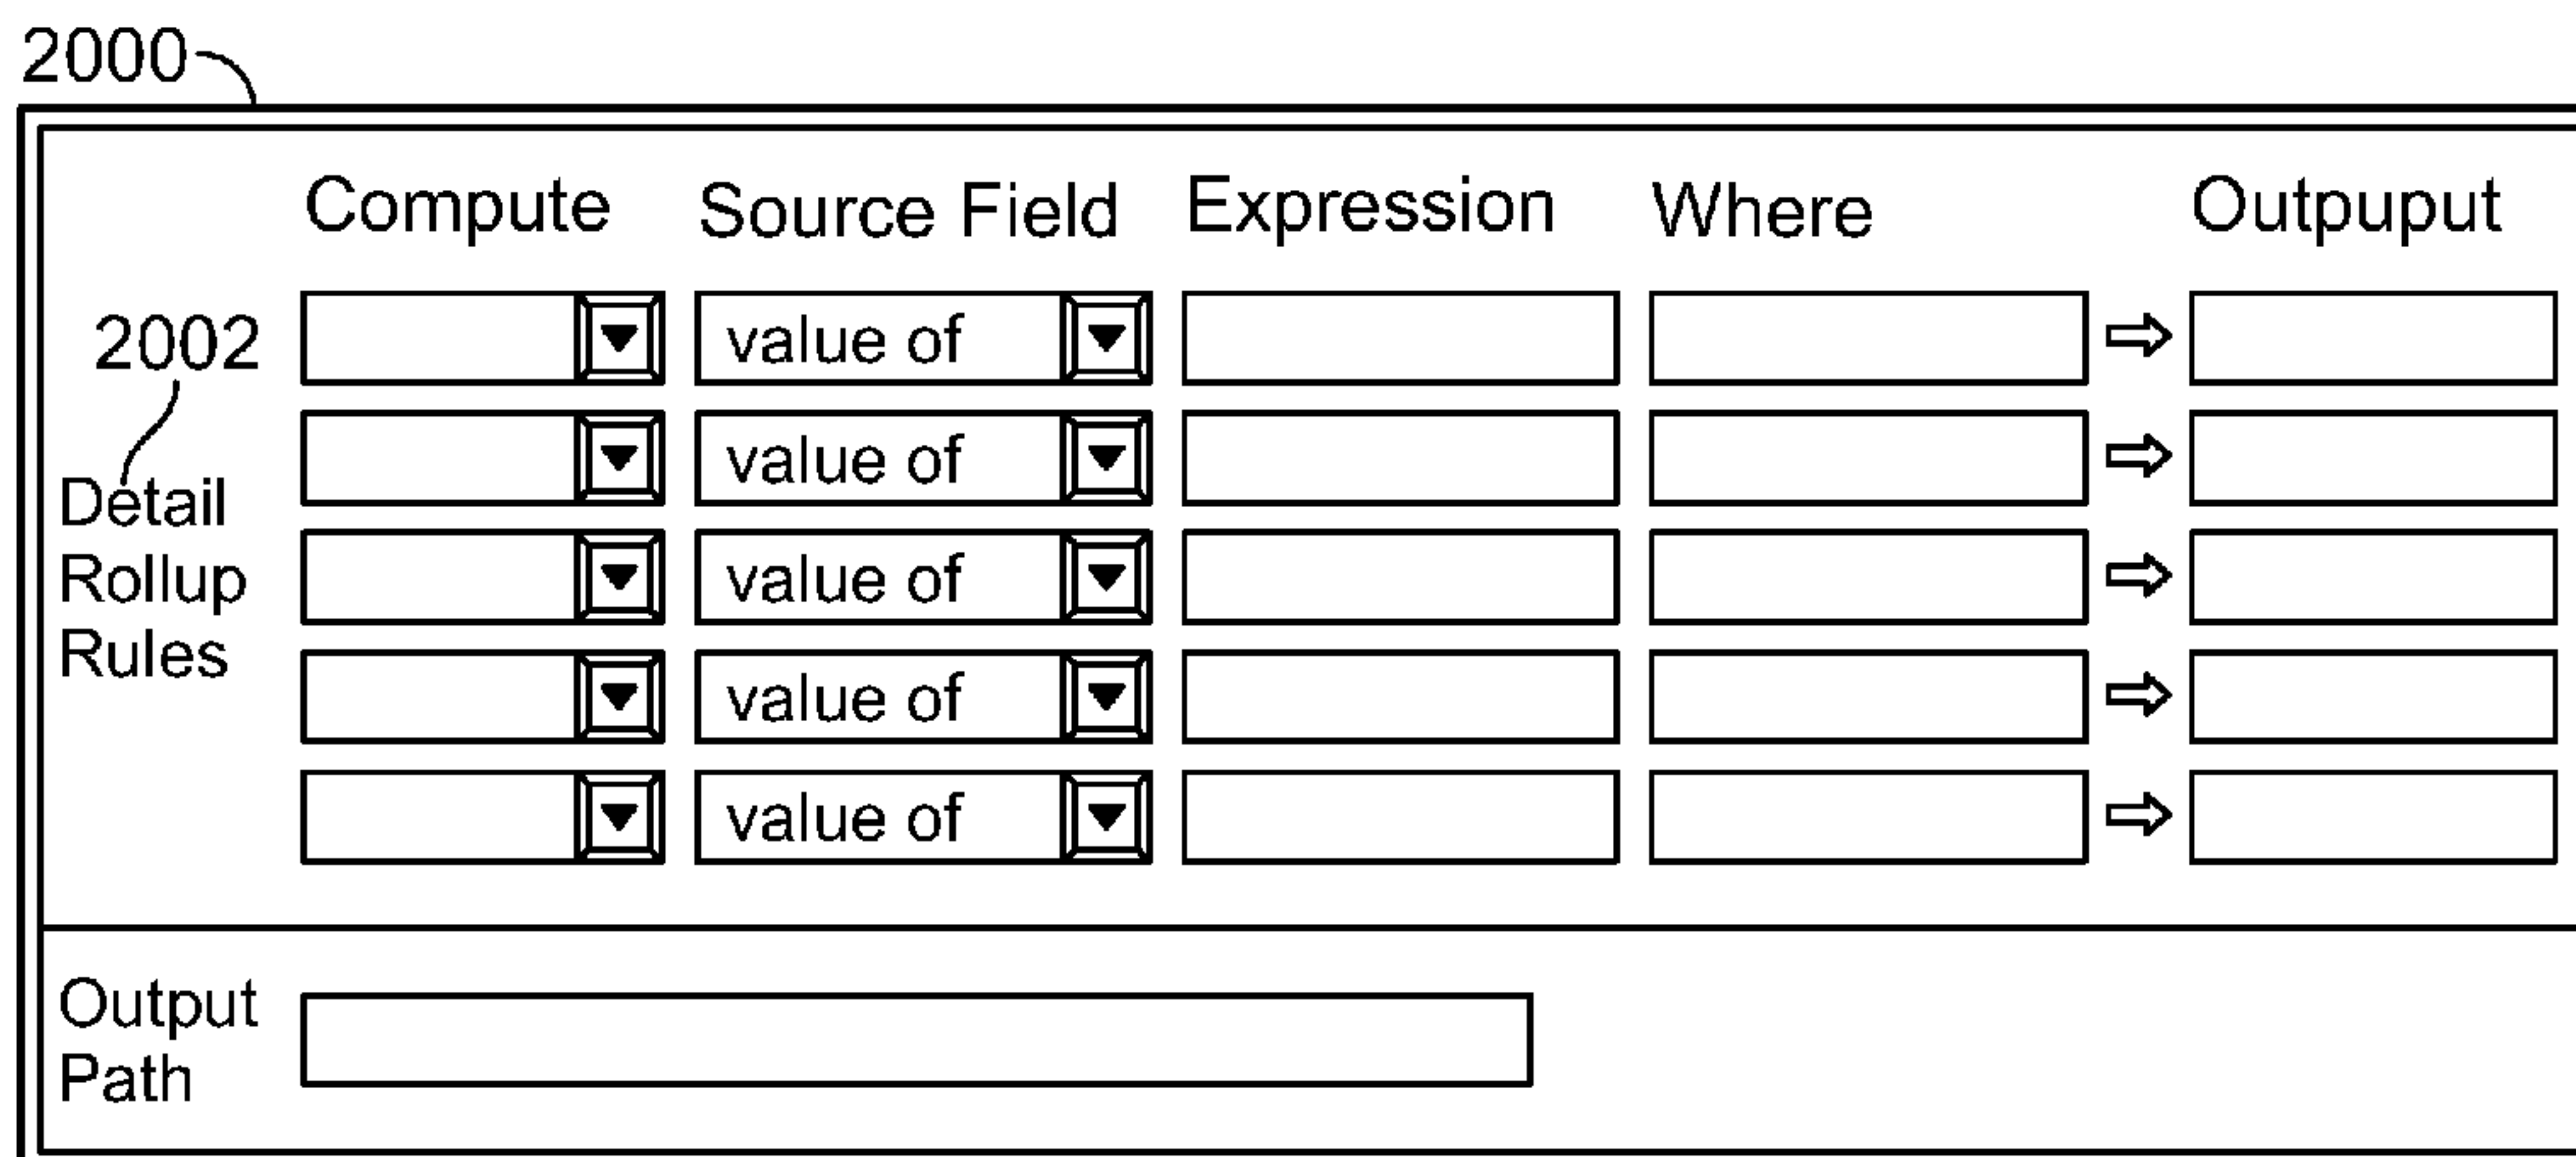 2000
Compute Source Field Expression Where Outpuput
2002 value of
value of
Detail
Rollup value of
Rules
value of
value of
Output
Path